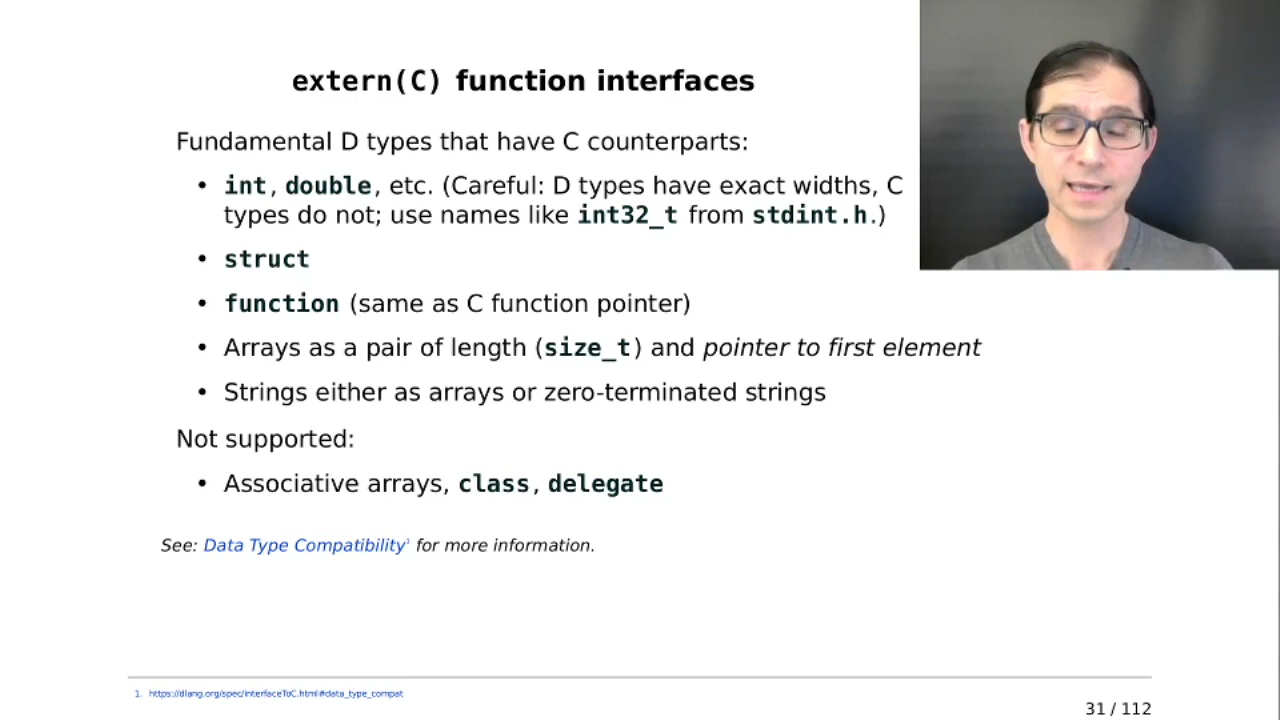 extern(C) function interfaces
Fundamental D types that have C counterparts:
• int, double, etc. (Careful: D types have exact widths, C
types do not; use names like int32_t from stdint.h.)
• struct
• function (same as C function pointer)
• Arrays as a pair of length (size_t) and pointer to first element
• Strings either as arrays or zero-terminated strings
Not supported:
• Associative arrays, class, delegate
See: Data Type Compatibility¹ for more information.
1. https://dlang.org/spec/interfaceToC.html#data_type_compat
31 / 112